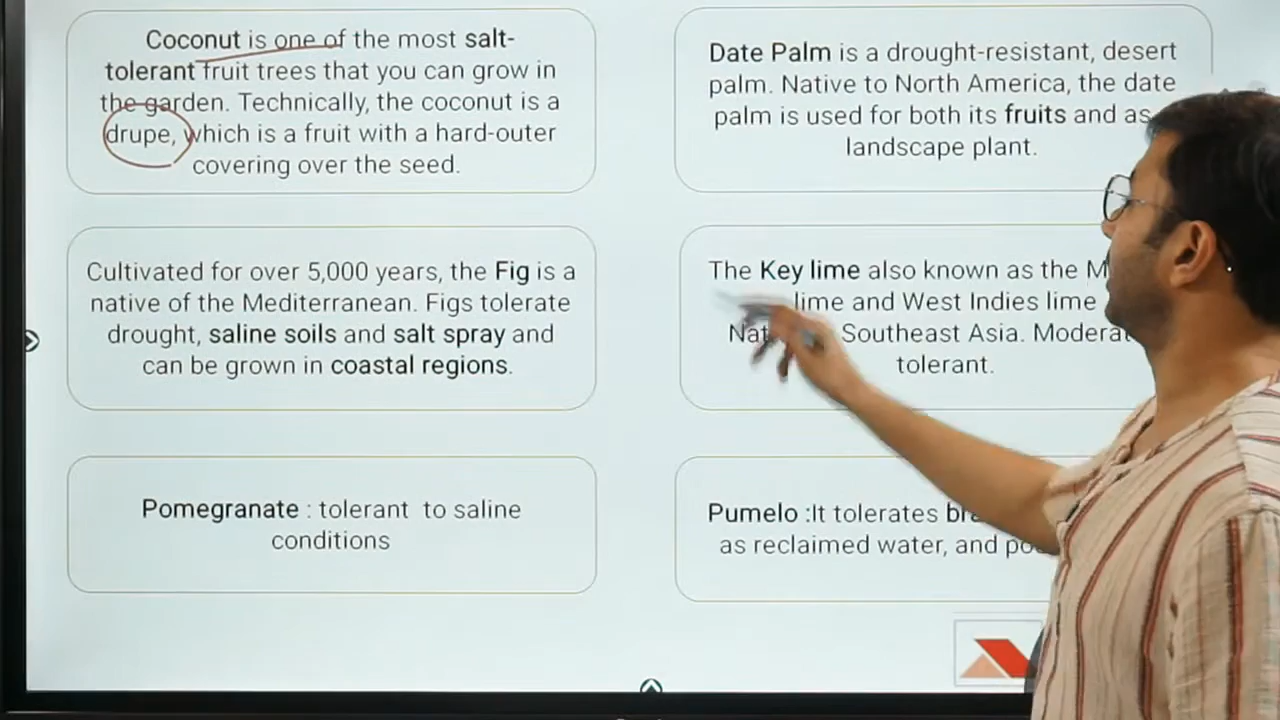 Coconut is one of the most salt-
tolerant fruit trees that you can grow in
the garden. Technically, the coconut is a
drupe, which is a fruit with a hard-outer
covering over the seed.
Date Palm is a drought-resistant, desert
palm. Native to North America, the date
palm is used for both its fruits and as
landscape plant.
Cultivated for over 5,000 years, the Fig is a
native of the Mediterranean. Figs tolerate
drought, saline soils and salt spray and
can be grown in coastal regions.
The Key lime also known as the
lime and West Indies lime
Southeast Asia.
tolerant.
Pomegranate : tolerant to saline
conditions
Pumelo :It tolerates
as reclaimed water, and